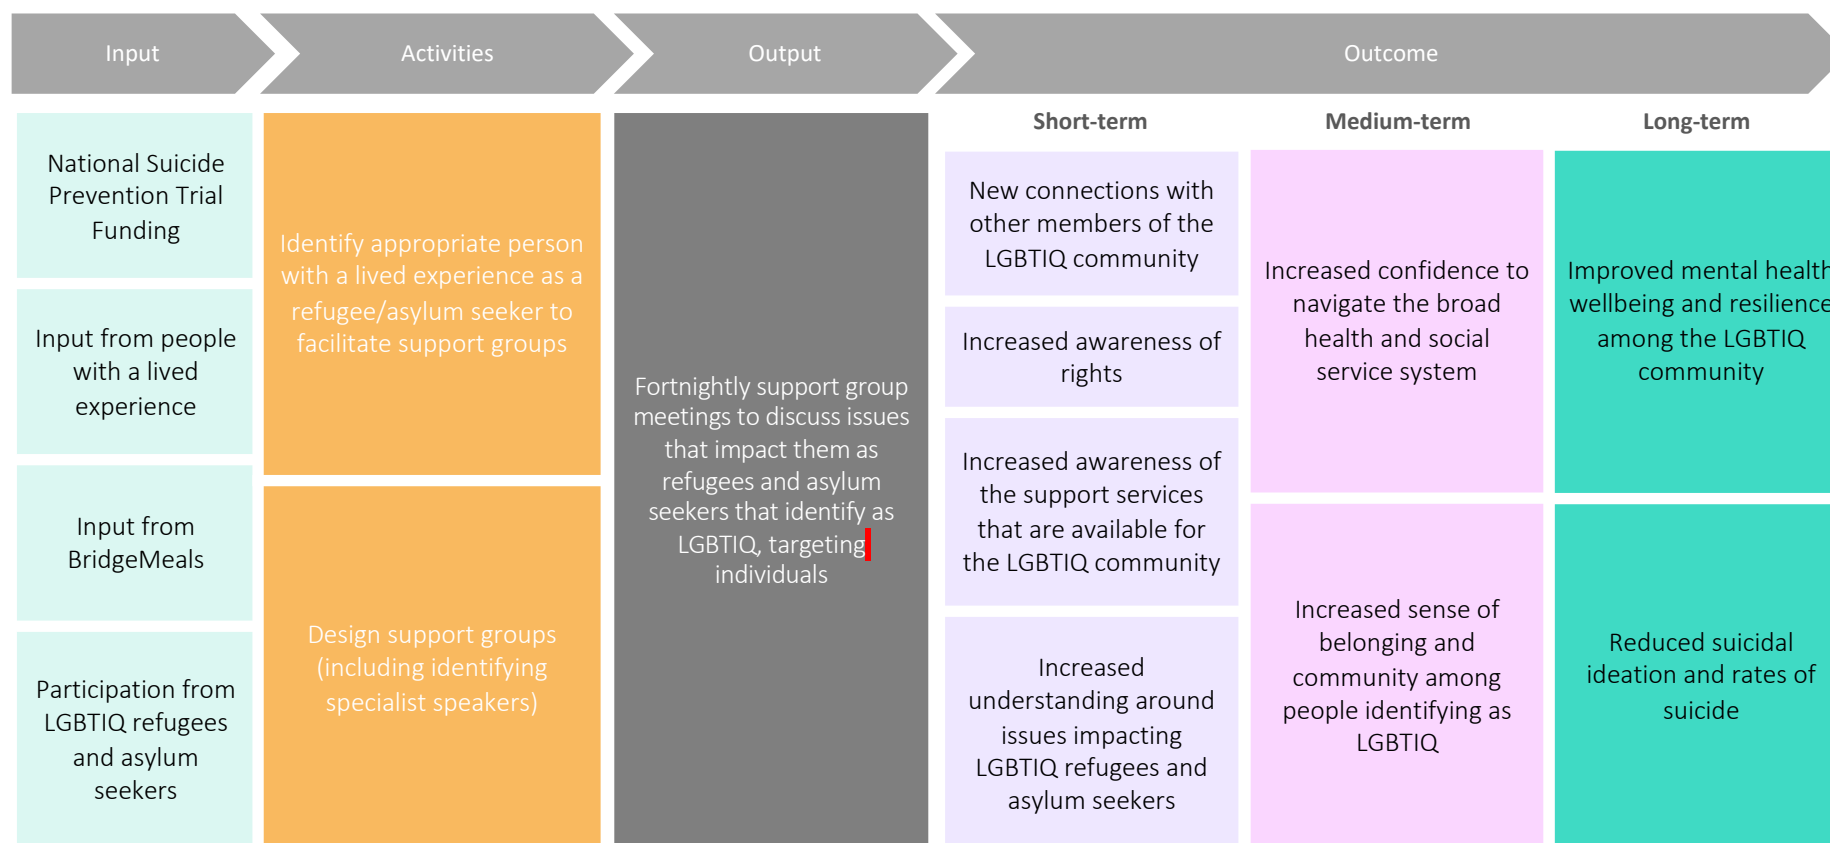 Input
Activities
Output
Outcome
National Suicide
Prevention Trial
Funding
Input from people
with a lived
experience
Input from
BridgeMeals
Participation from
LGBTIQ refugees
and asylum
seekers
Identify appropriate person
with a lived experience as a
refugee/asylum seeker to
facilitate support groups
Design support groups
(including identifying
specialist speakers)
Fortnightly support group
meetings to discuss issues
that impact them as
refugees and asylum
seekers that identify as
LGBTIQ, targeting
individuals
Short-term
New connections with
other members of the
LGBTIQ community
Increased awareness of
rights
Increased awareness of
the support services
that are available for
the LGBTIQ community
Increased
understanding around
issues impacting
LGBTIQ refugees and
asylum seekers
Medium-term
Increased confidence to
navigate the broad
health and social
service system
Increased sense of
belonging and
community among
people identifying as
LGBTIQ
Long-term
Improved mental health
wellbeing and resilience
among the LGBTIQ
community
Reduced suicidal
ideation and rates of
suicide